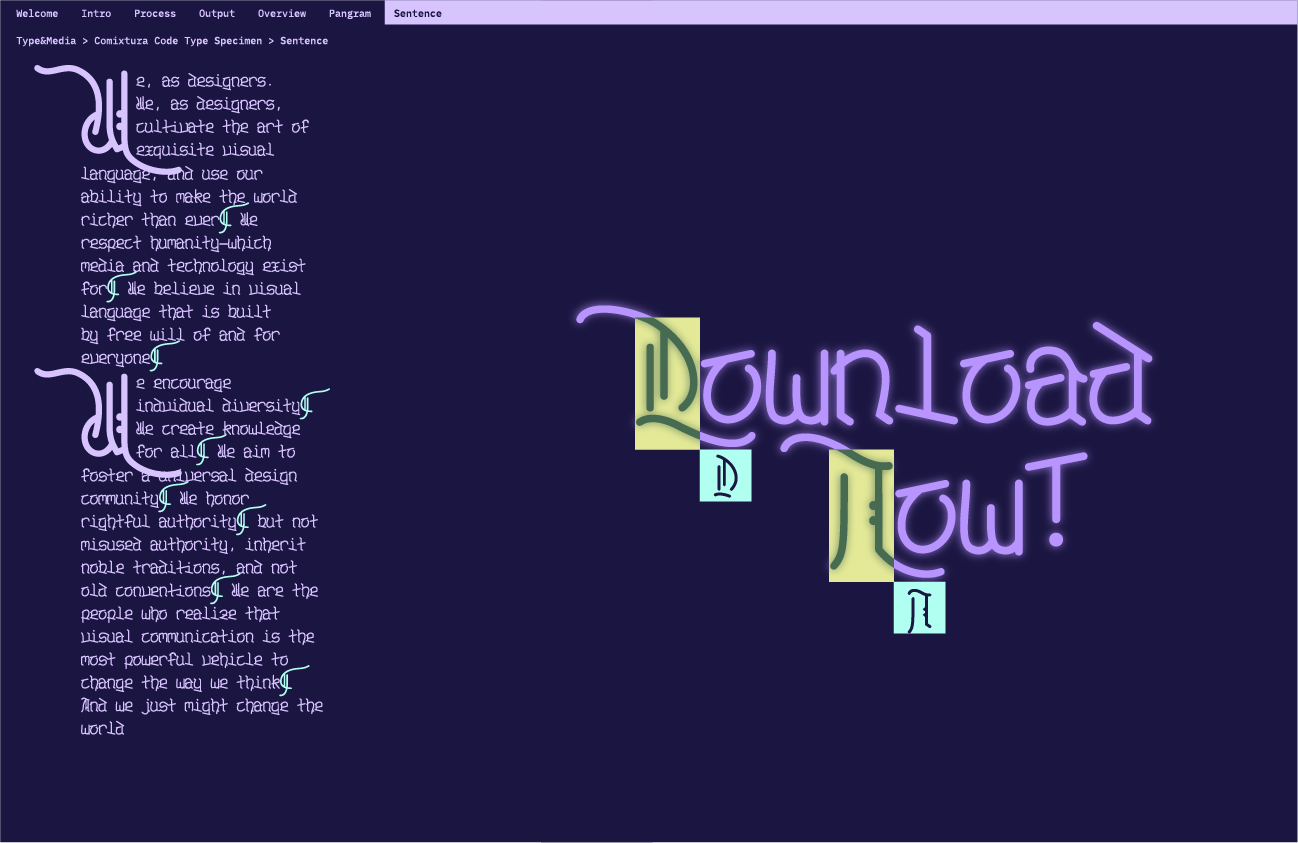 Welcome Intro Process Output Overview Pangram Sentence
Type&Media > Comixtura Code Type Specimen > Sentence
We, as designers.
We, as designers,
cultivate the art of
exquisite visual
language, and use our
ability to make the world
richer than ever¶ We
respect humanity—which
media and technology exist
for¶ We believe in visual
language that is built
by free will of and for
everyone¶
We encourage
individual diversity¶
We create knowledge
for all¶ We aim to
foster a universal design
community¶ We honor
rightful authority¶ but not
misused authority, inherit
noble traditions, and not
old conventions¶ We are the
people who realize that
visual communication is the
most powerful vehicle to
change the way we think¶
And we just might change the
world
Download
D
Now!
N